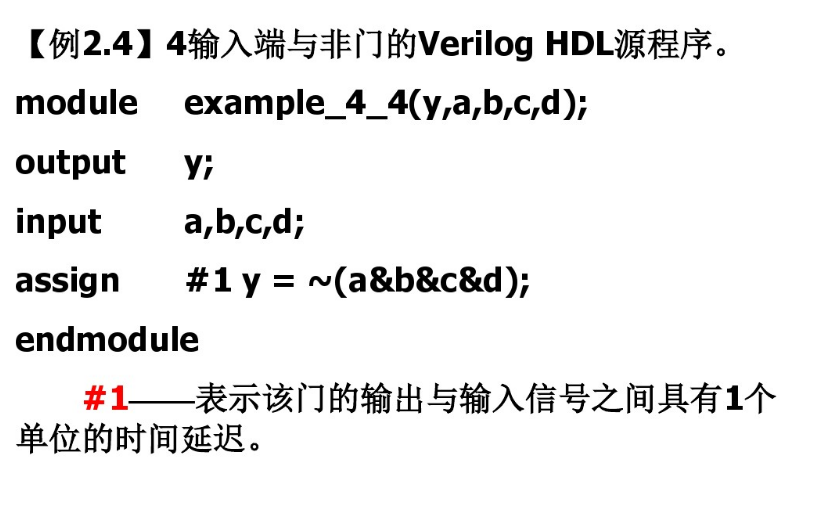 【例2.4】4输入端与非门的Verilog HDL源程序。
module example_4_4(y,a,b,c,d);
output y;
input a,b,c,d;
assign #1 y = ~(a&b&c&d);
endmodule
#1——表示该门的输出与输入信号之间具有1个
单位的时间延迟。